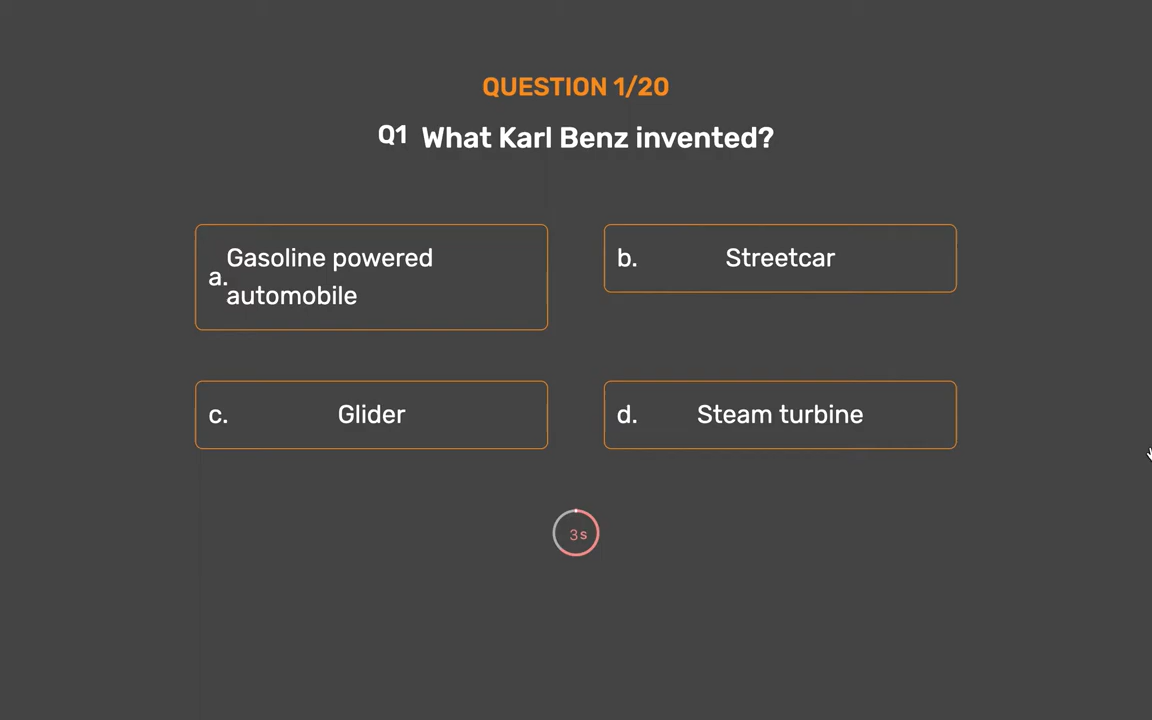 QUESTION 1/20
Q1 What Karl Benz invented?
a. Gasoline powered
automobile
b. Streetcar
c. Glider
d. Steam turbine
3s